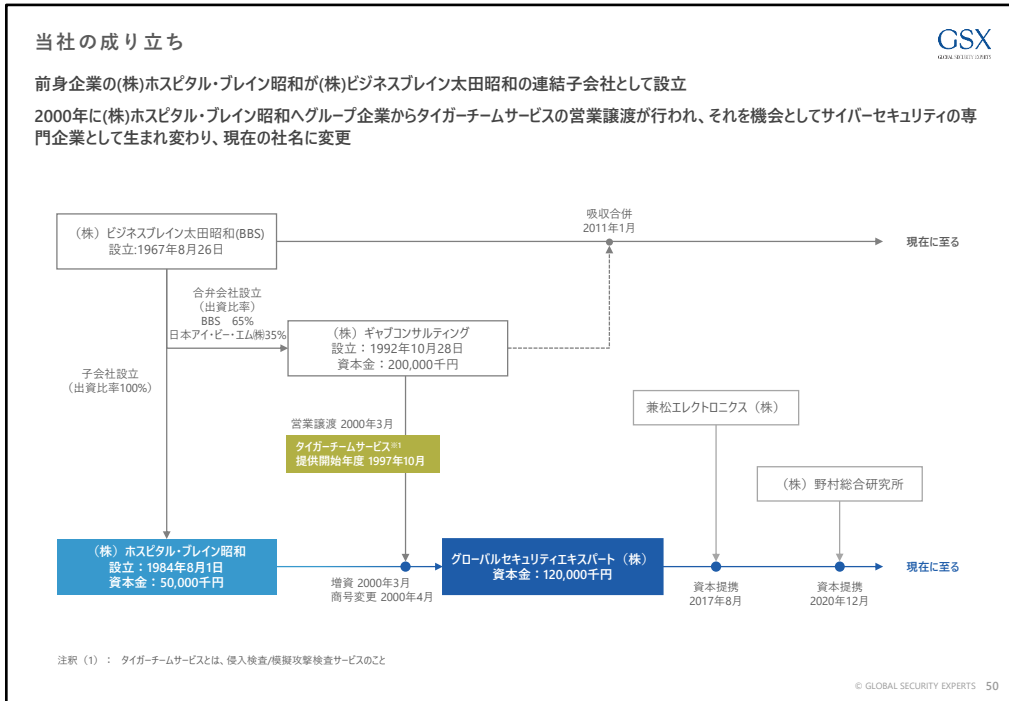 当社の成り立ち
GSX
GLOBAL SECURITY EXPERTS
前身企業の(株)ホスピタル・ブレイン昭和が(株)ビジネスブレイン太田昭和の連結子会社として設立
2000年に(株)ホスピタル・ブレイン昭和へグループ企業からタイガーチームサービスの営業譲渡が行われ、それを機会としてサイバーセキュリティの専
門企業として生まれ変わり、現在の社名に変更
吸収合併
2011年1月
（株）ビジネスブレイン太田昭和(BBS)
設立:1967年8月26日
現在に至る
合弁会社設立
（出資比率）
BBS 65%
日本アイ・ビー・エム㈱35%
（株）ギャブコンサルティング
設立：1992年10月28日
資本金：200,000千円
子会社設立
（出資比率100%）
兼松エレクトロニクス（株）
営業譲渡 2000年3月
タイガーチームサービス※1
提供開始年度 1997年10月
（株）野村総合研究所
（株）ホスピタル・ブレイン昭和
設立：1984年8月1日
資本金：50,000千円
グローバルセキュリティエキスパート（株）
資本金：120,000千円
現在に至る
増資 2000年3月
商号変更 2000年4月
資本提携
2017年8月
資本提携
2020年12月
注釈（1）： タイガーチームサービスとは、侵入検査/模擬攻撃検査サービスのこと
© GLOBAL SECURITY EXPERTS 50